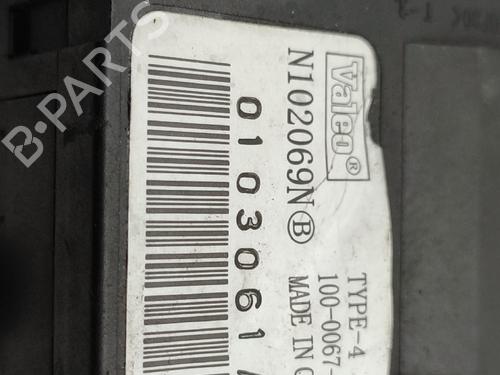 Valeo®
N102069N Ⓑ
TYPE-4
100-0067-
MADE IN C
0103061
B-PARTS